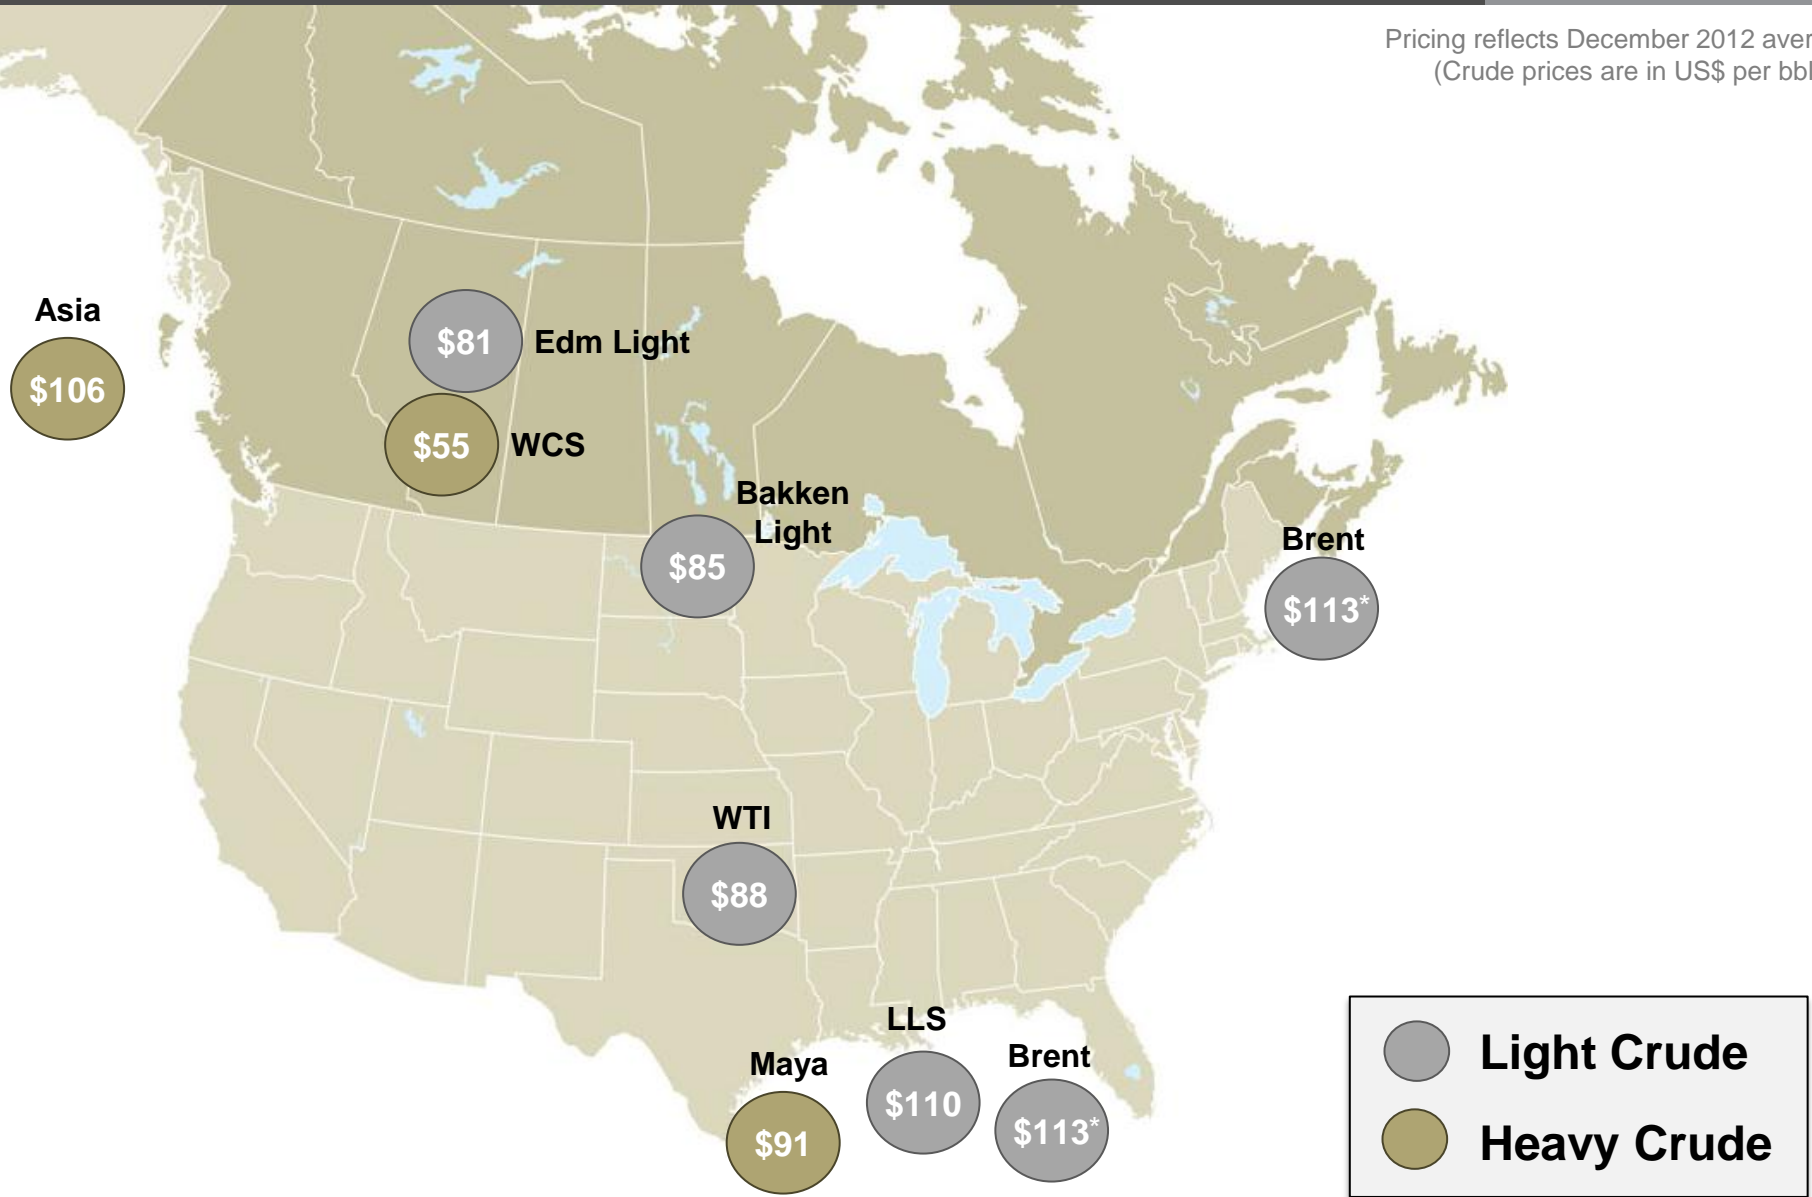 Pricing reflects December 2012 aver
(Crude prices are in US$ per bbl
Asia
$106
$81
Edm Light
$55
WCS
Bakken
Light
$85
Brent
$113*
WTI
$88
LLS
$110
Brent
$113*
Maya
$91
Light Crude
Heavy Crude